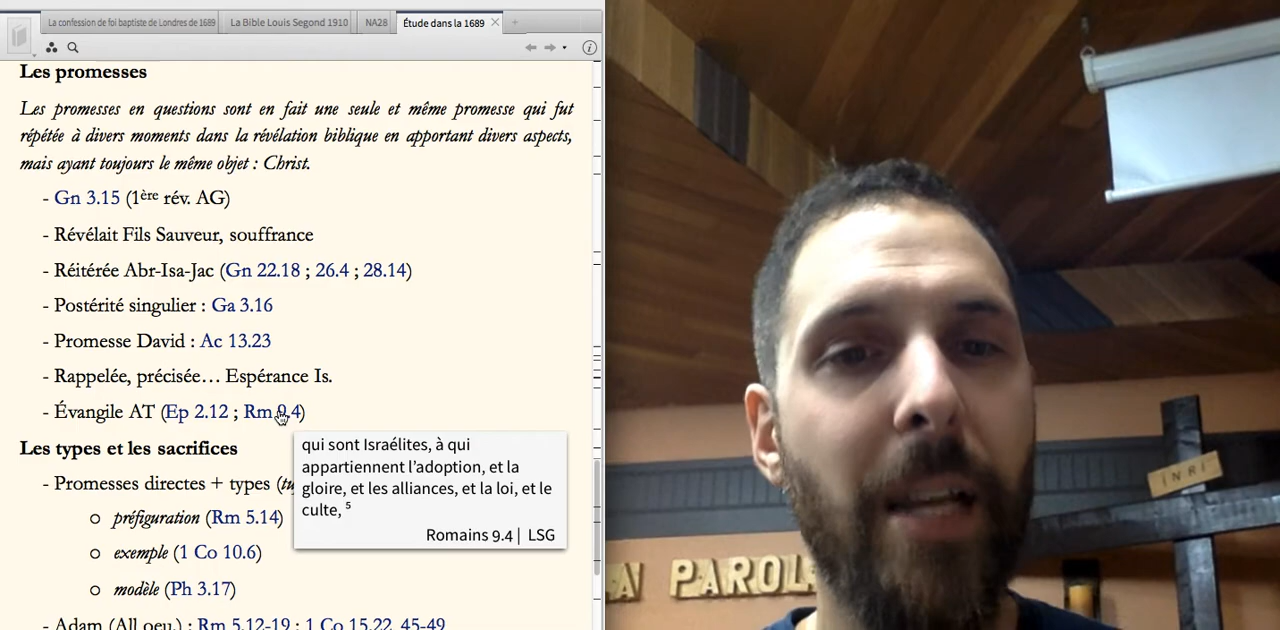 La confession de foi baptiste de Londres de 1689
La Bible Louis Segond 1910
NA28
Étude dans la 1689
Les promesses
Les promesses en questions sont en fait une seule et même promesse qui fut
répétée à divers moments dans la révélation biblique en apportant divers aspects,
mais ayant toujours le même objet : Christ.
- Gn 3.15 (1ère rév. AG)
- Révélait Fils Sauveur, souffrance
- Réitérée Abr-Isa-Jac (Gn 22.18 ; 26.4 ; 28.14)
- Postérité singulier : Ga 3.16
- Promesse David : Ac 13.23
- Rappelée, précisée… Espérance Is.
- Évangile AT (Ep 2.12 ; Rm 9.4)
qui sont Israélites, à qui
appartiennent l’adoption, et la
gloire, et les alliances, et la loi, et le
culte, 5
Romains 9.4 | LSG
Les types et les sacrifices
- Promesses directes + types
o préfiguration (Rm 5.14)
o exemple (1 Co 10.6)
o modèle (Ph 3.17)
- Adam (All oeu.) : Rm 5.12-19 ; 1 Co 15.22, 45-49
INRI
PAROL